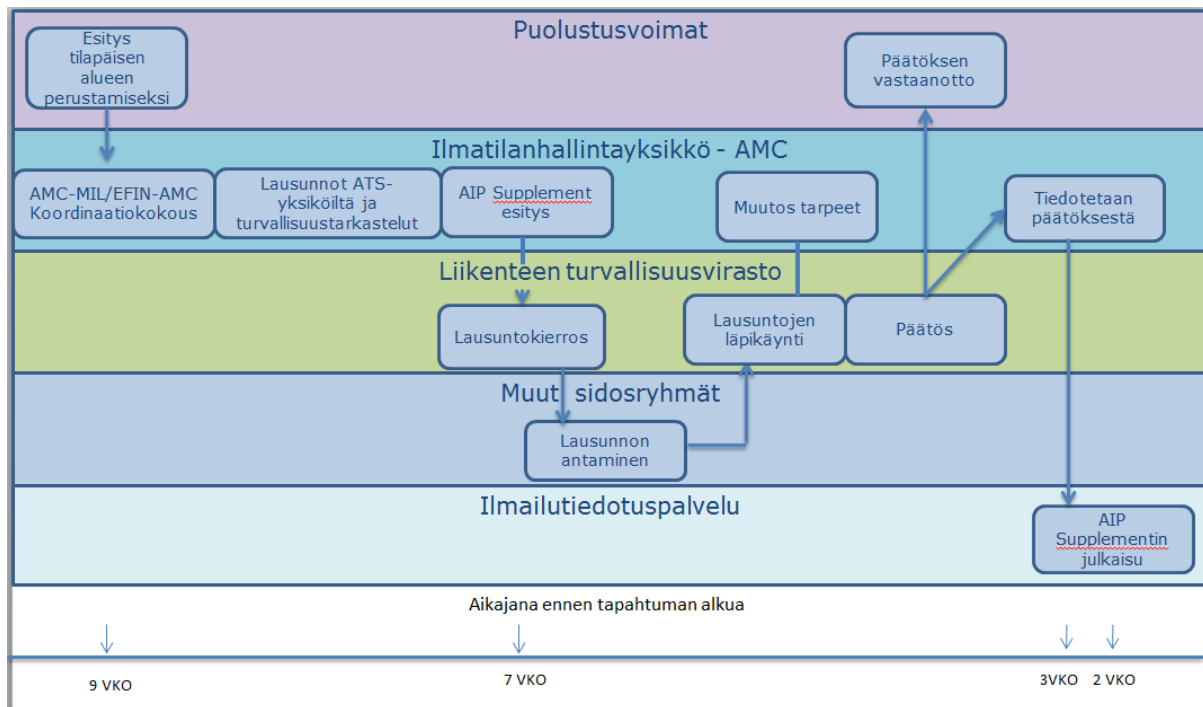 Puolustusvoimat
Esitys
tilapäisen
alueen
perustamiseksi
Päätöksen
vastaanotto
Ilmatilanhallintayksikkö - AMC
AMC-MIL/EFIN-AMC
Koordinaatiokokous
Lausunnot ATS-
yksiköiltä ja
turvallisuustarkastelut
AIP Supplement
esitys
Muutos tarpeet
Tiedotetaan
päätöksestä
Liikenteen turvallisuusvirasto
Lausuntokierros
Lausuntojen
läpikäynti
Päätös
Muut sidosryhmät
Lausunnon
antaminen
Ilmailutiedotuspalvelu
AIP
Supplementin
julkaisu
Aikajana ennen tapahtuman alkua
9 VKO
7 VKO
3VKO
2 VKO